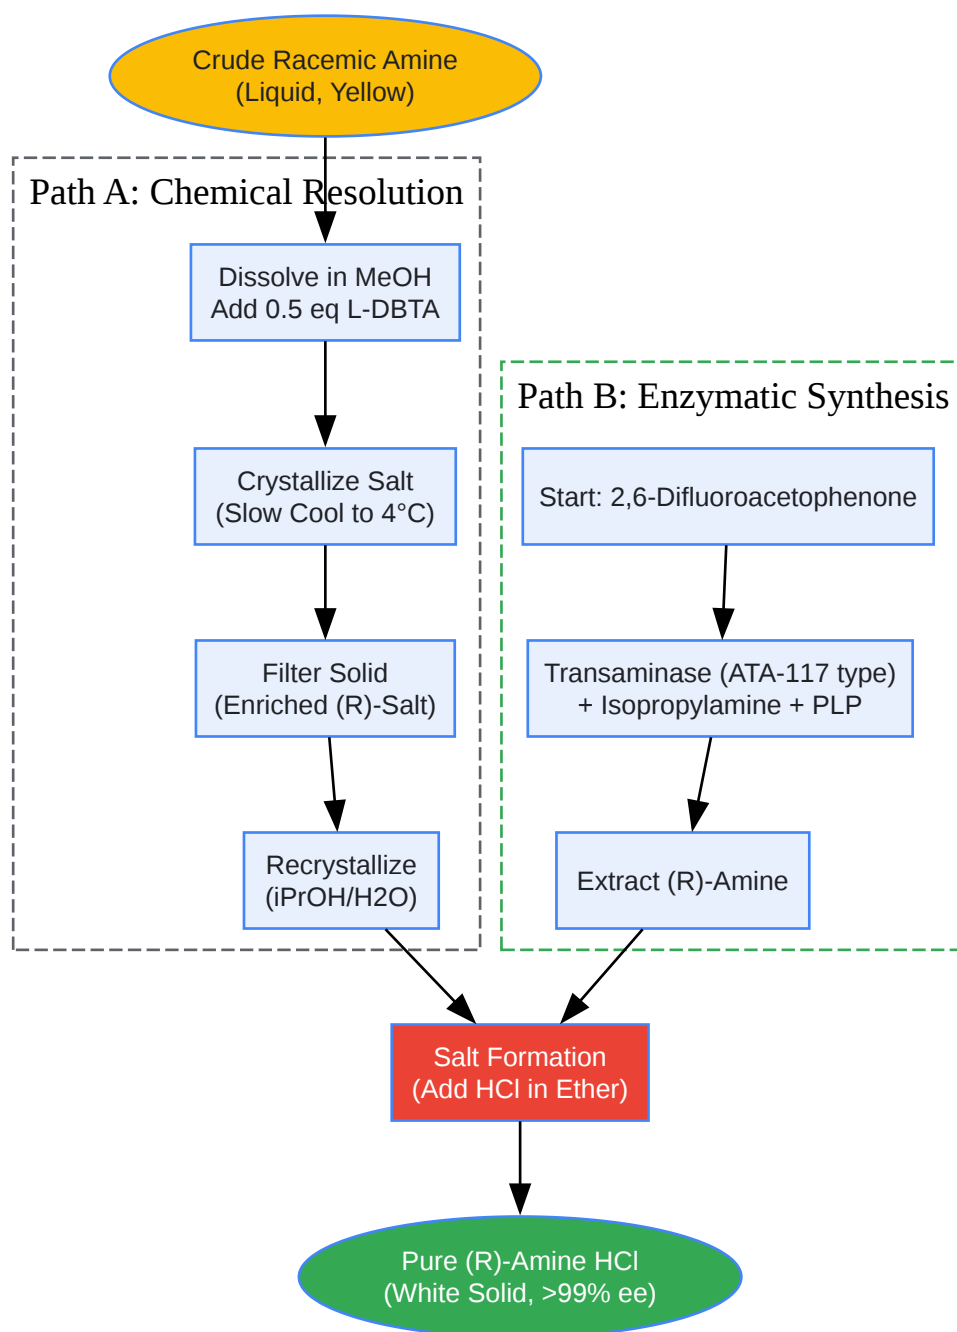 Crude Racemic Amine
(Liquid, Yellow)
Path A: Chemical Resolution
Dissolve in MeOH
Add 0.5 eq L-DBTA
Crystallize Salt
(Slow Cool to 4°C)
Filter Solid
(Enriched (R)-Salt)
Recrystallize
(iPrOH/H2O)
Path B: Enzymatic Synthesis
Start: 2,6-Difluoroacetophenone
Transaminase (ATA-117 type)
+ Isopropylamine + PLP
Extract (R)-Amine
Salt Formation
(Add HCl in Ether)
Pure (R)-Amine HCl
(White Solid, >99% ee)